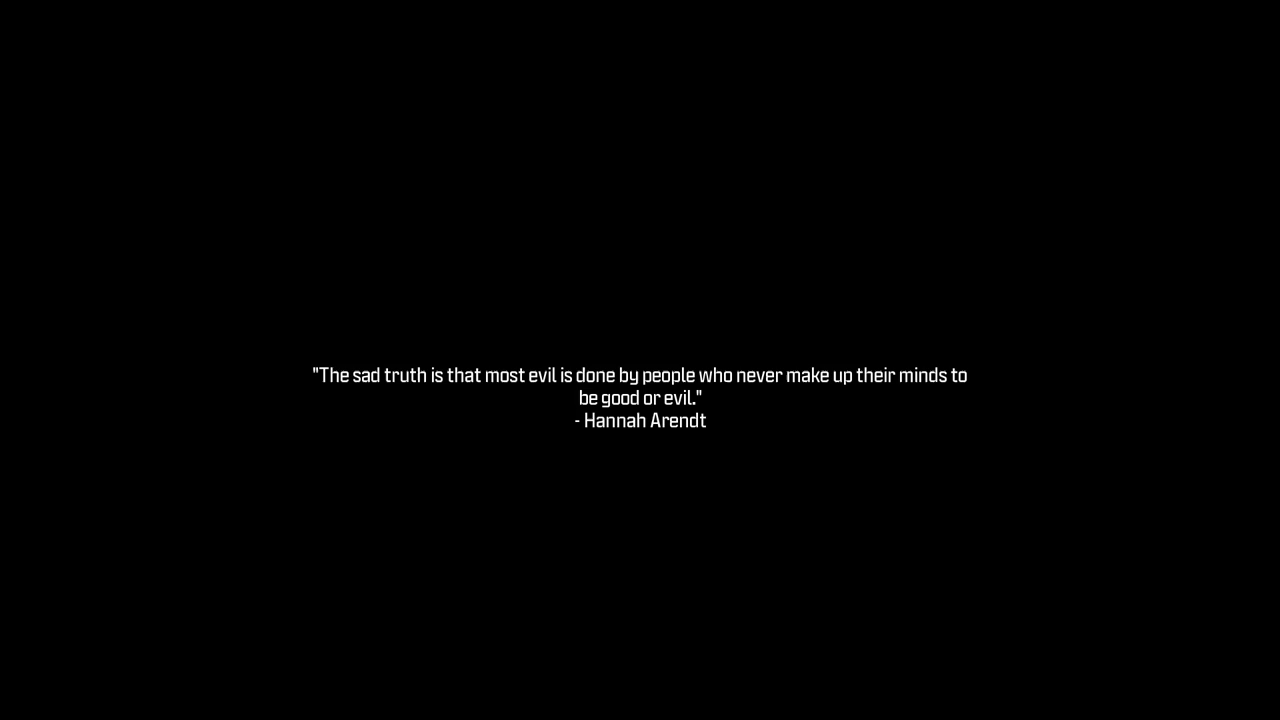 "The sad truth is that most evil is done by people who never make up their minds to
be good or evil."
- Hannah Arendt